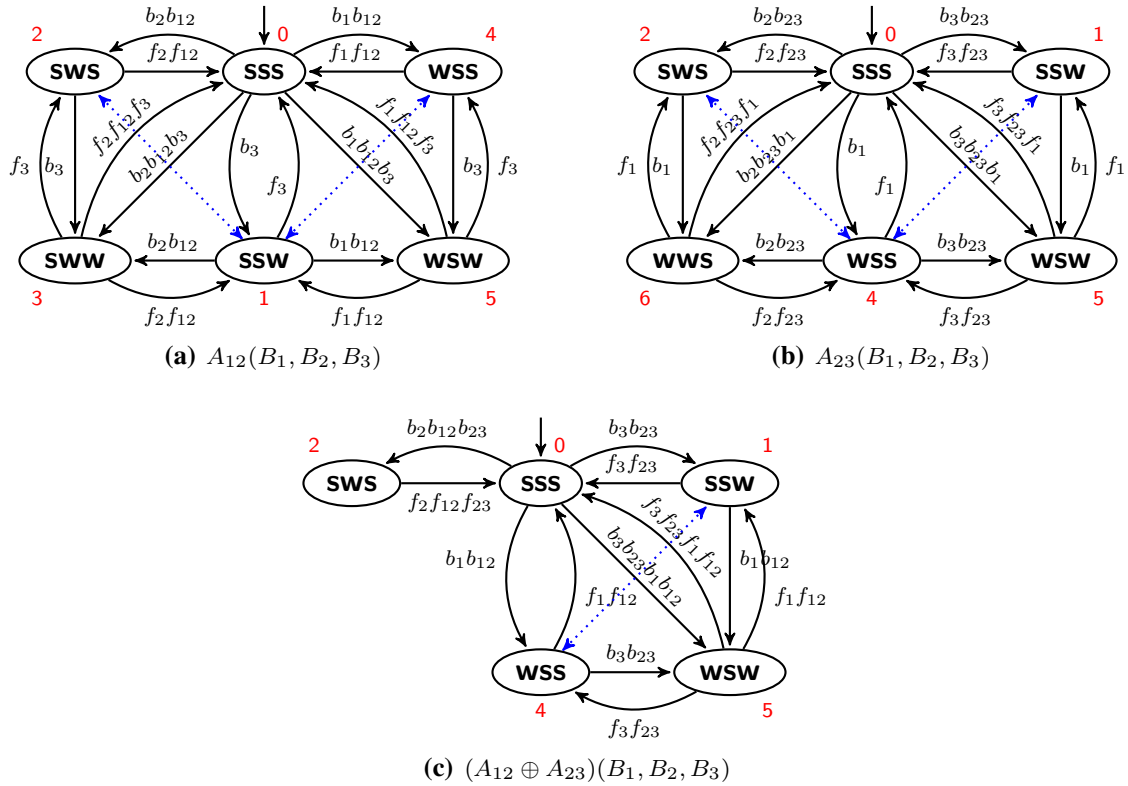 b₂b₁₂ b₁b₁₂ b₂b₂₃ b₃b₂₃
2 0 4 2 0 1
SWS f₂f₁₂ SSS f₁f₁₂ WSS SWS f₂f₂₃ SSS f₃f₂₃ SSW
f₂f₁₂f₃ f₁f₁₂f₃ f₂f₂₃f₁ f₃f₂₃f₁
f₃ b₃ b₂b₁₂b₃ b₃ f₃ b₁b₁₂b₃ b₃ f₃ f₁ b₁ b₂b₂₃b₁ b₁ f₁ b₃b₂₃b₁ b₁ f₁
b₂b₁₂ b₁b₁₂ b₂b₂₃ b₃b₂₃
SWW SSW WSW WWS WSS WSW
3 1 5 6 4 5
f₂f₁₂ f₁f₁₂ f₂f₂₃ f₃f₂₃
(a) A₁₂(B₁, B₂, B₃) (b) A₂₃(B₁, B₂, B₃)
b₂b₁₂b₂₃ b₃b₂₃
2 0 1
SWS f₂f₁₂f₂₃ SSS f₃f₂₃ SSW
f₃f₂₃f₁f₁₂
b₁b₁₂ f₁f₁₂ b₃b₂₃b₁b₁₂ b₁b₁₂ f₁f₁₂
b₃b₂₃
WSS WSW
4 5
f₃f₂₃
(c) (A₁₂ ⊕ A₂₃)(B₁, B₂, B₃)